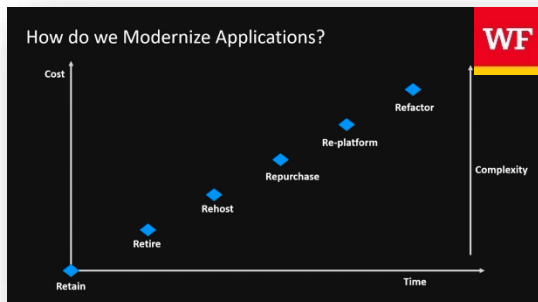 How do we Modernize Applications?
WF
Cost
Refactor
Re-platform
Repurchase
Complexity
Rehost
Retire
Time
Retain